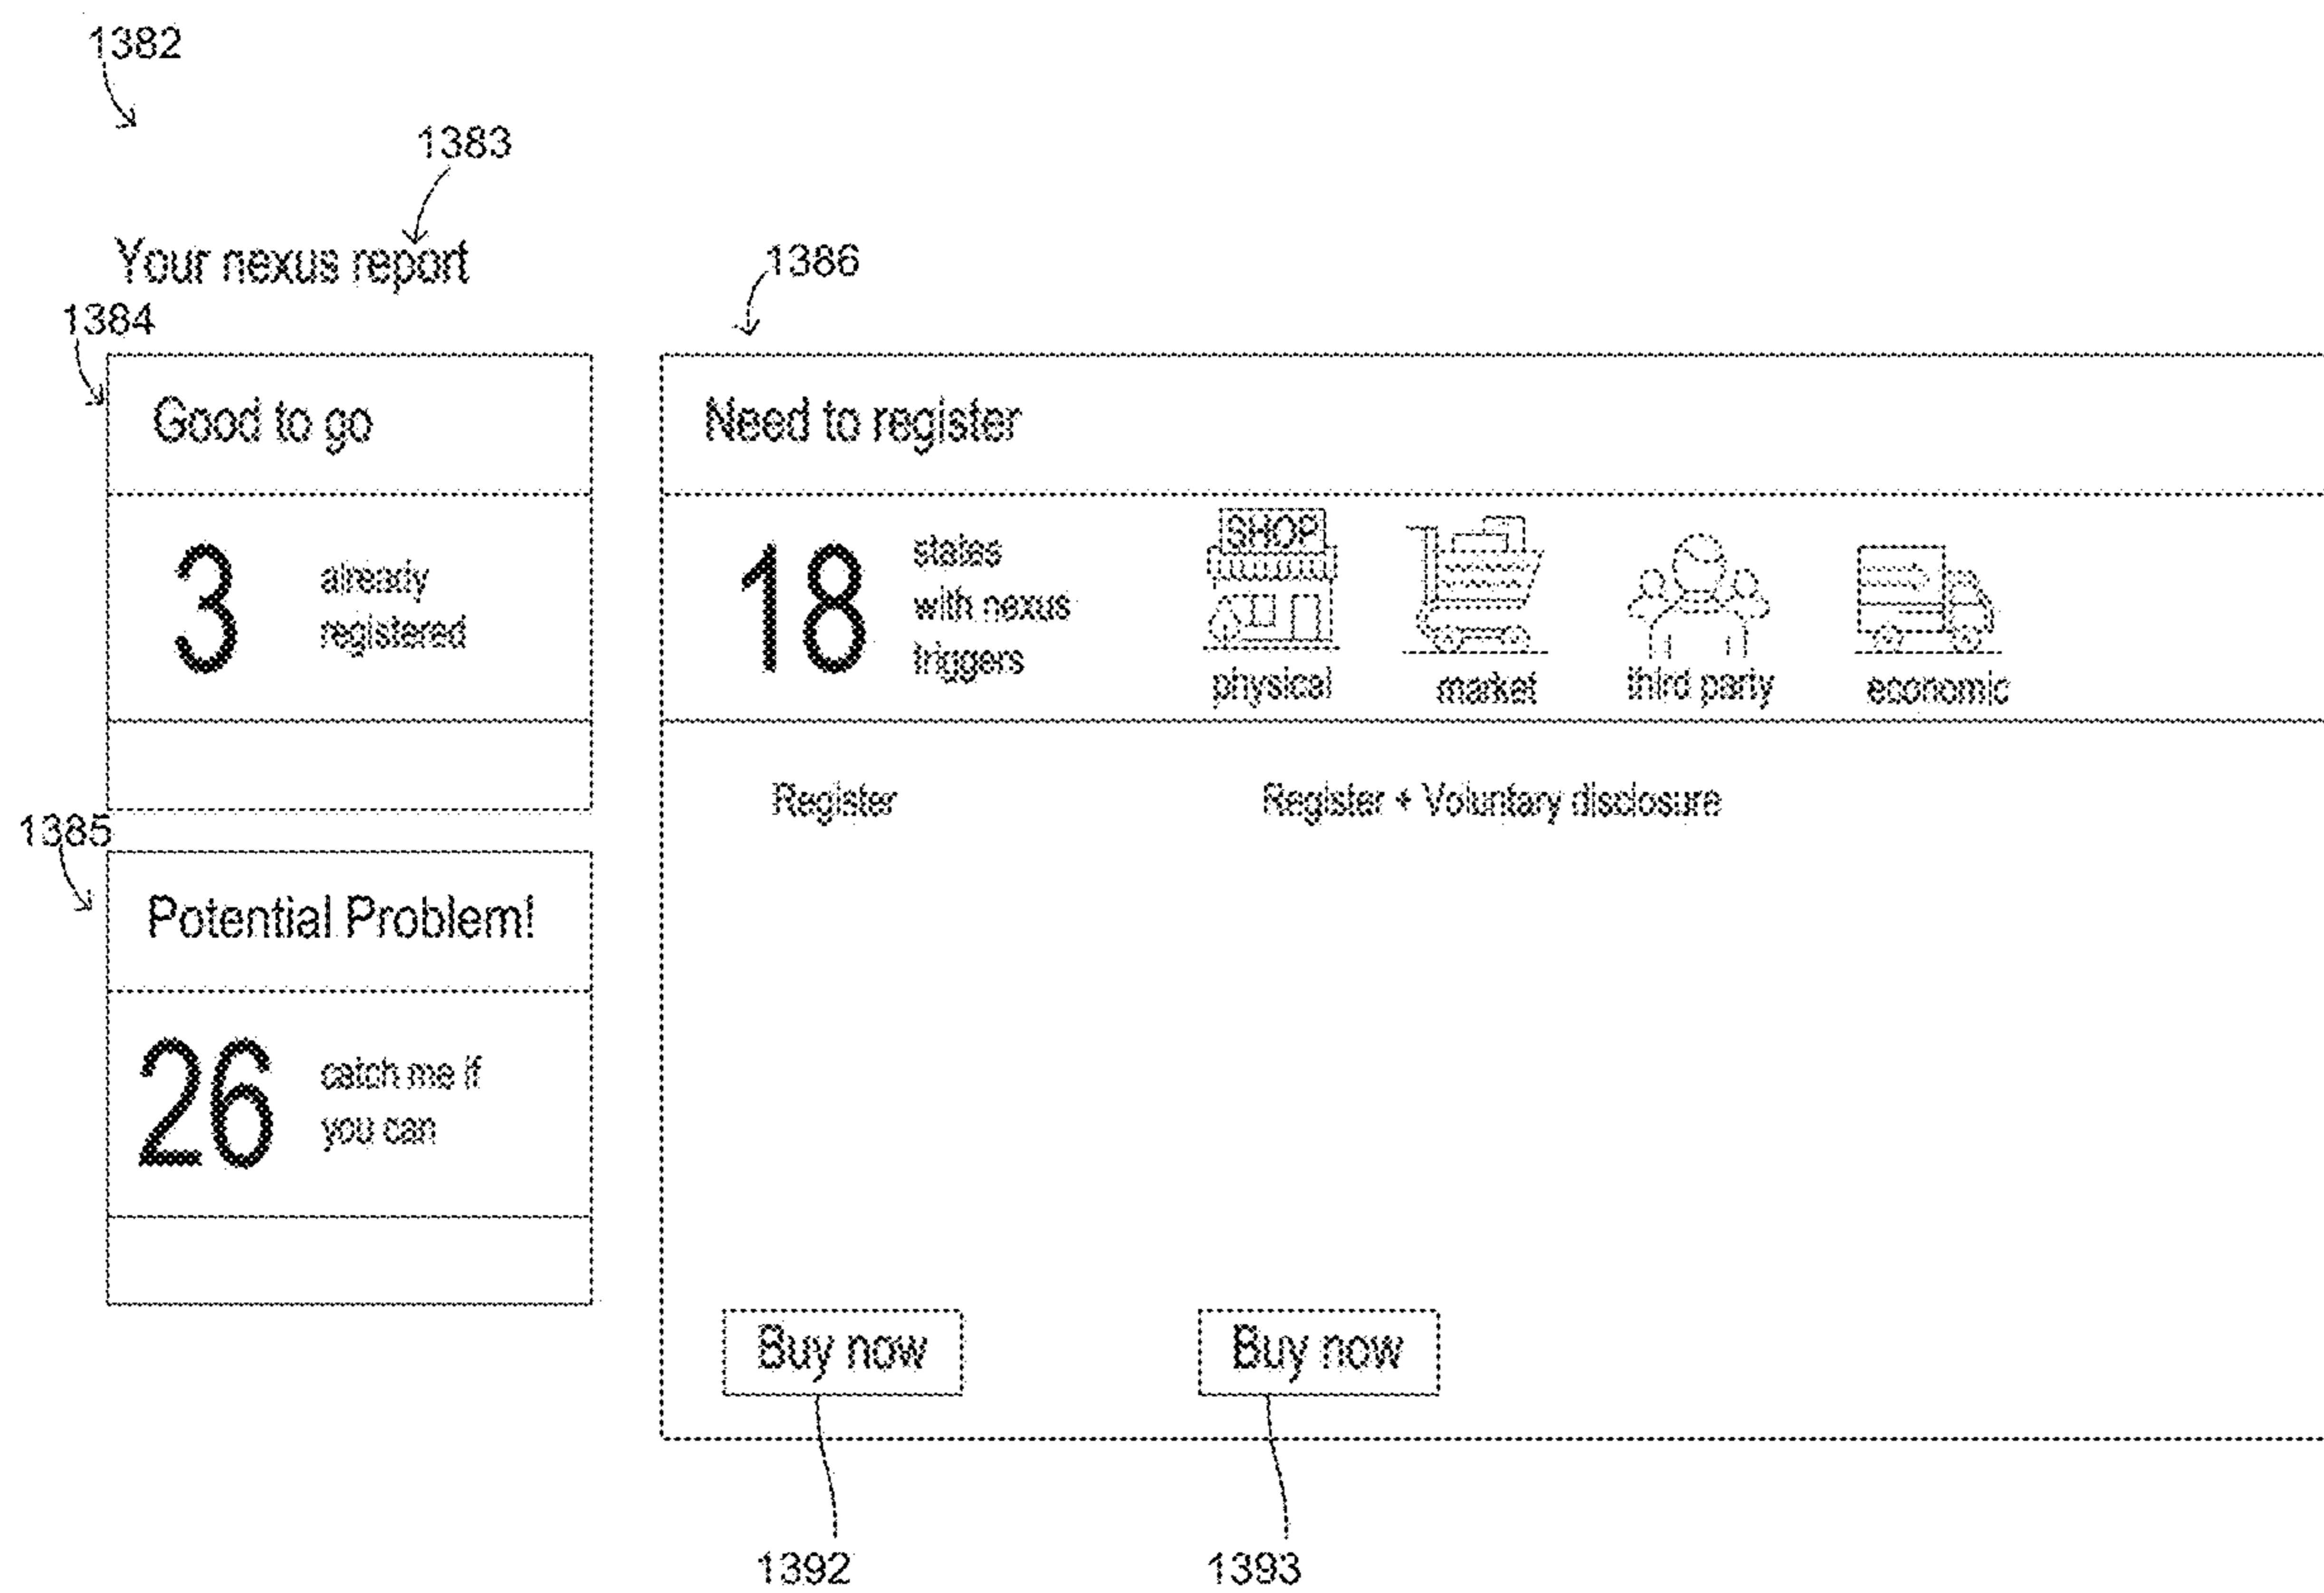 1382
1383
Your nexus report
1384
Good to go
3
already
registered
1385
Potential Problem!
26
catch me if
you can
1386
Need to register
18
states
with nexus
triggers
SHOP
physical
market
third party
economic
Register
Register + Voluntary disclosure
Buy now
Buy now
1392
1393